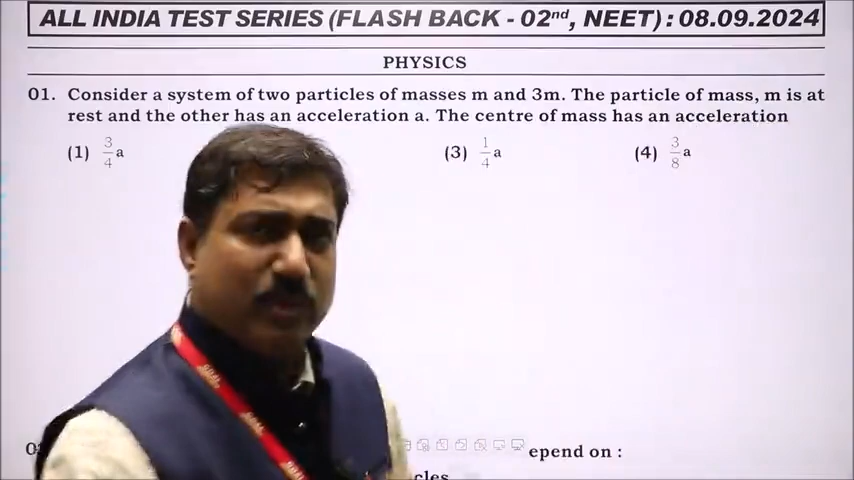 ALL INDIA TEST SERIES (FLASH BACK - 02nd, NEET) : 08.09.2024
PHYSICS
01. Consider a system of two particles of masses m and 3m. The particle of mass, m is at
rest and the other has an acceleration a. The centre of mass has an acceleration
(1) 3/4 a (3) 1/4 a (4) 3/8 a
epend on :
cles